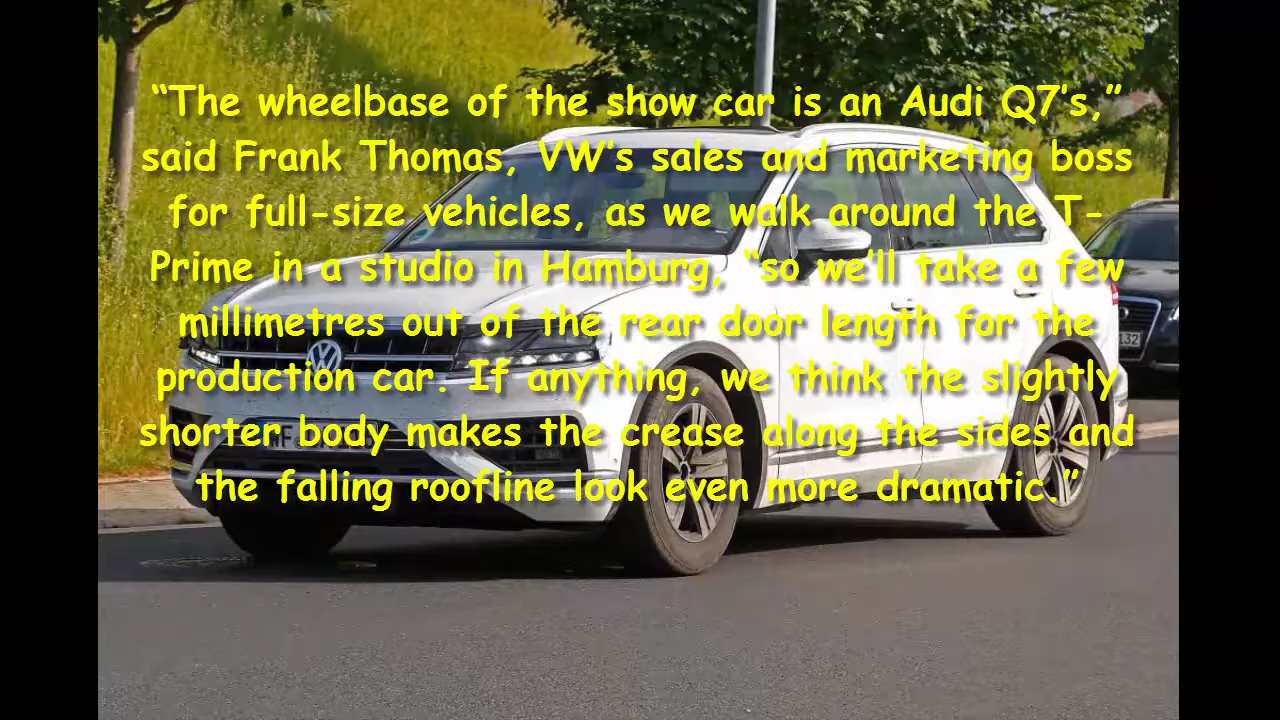 “The wheelbase of the show car is an Audi Q7’s,”
said Frank Thomas, VW’s sales and marketing boss
for full-size vehicles, as we walk around the T-
Prime in a studio in Hamburg, “so we’ll take a few
millimetres out of the rear door length for the
production car. If anything, we think the slightly
shorter body makes the crease along the sides and
the falling roofline look even more dramatic.”